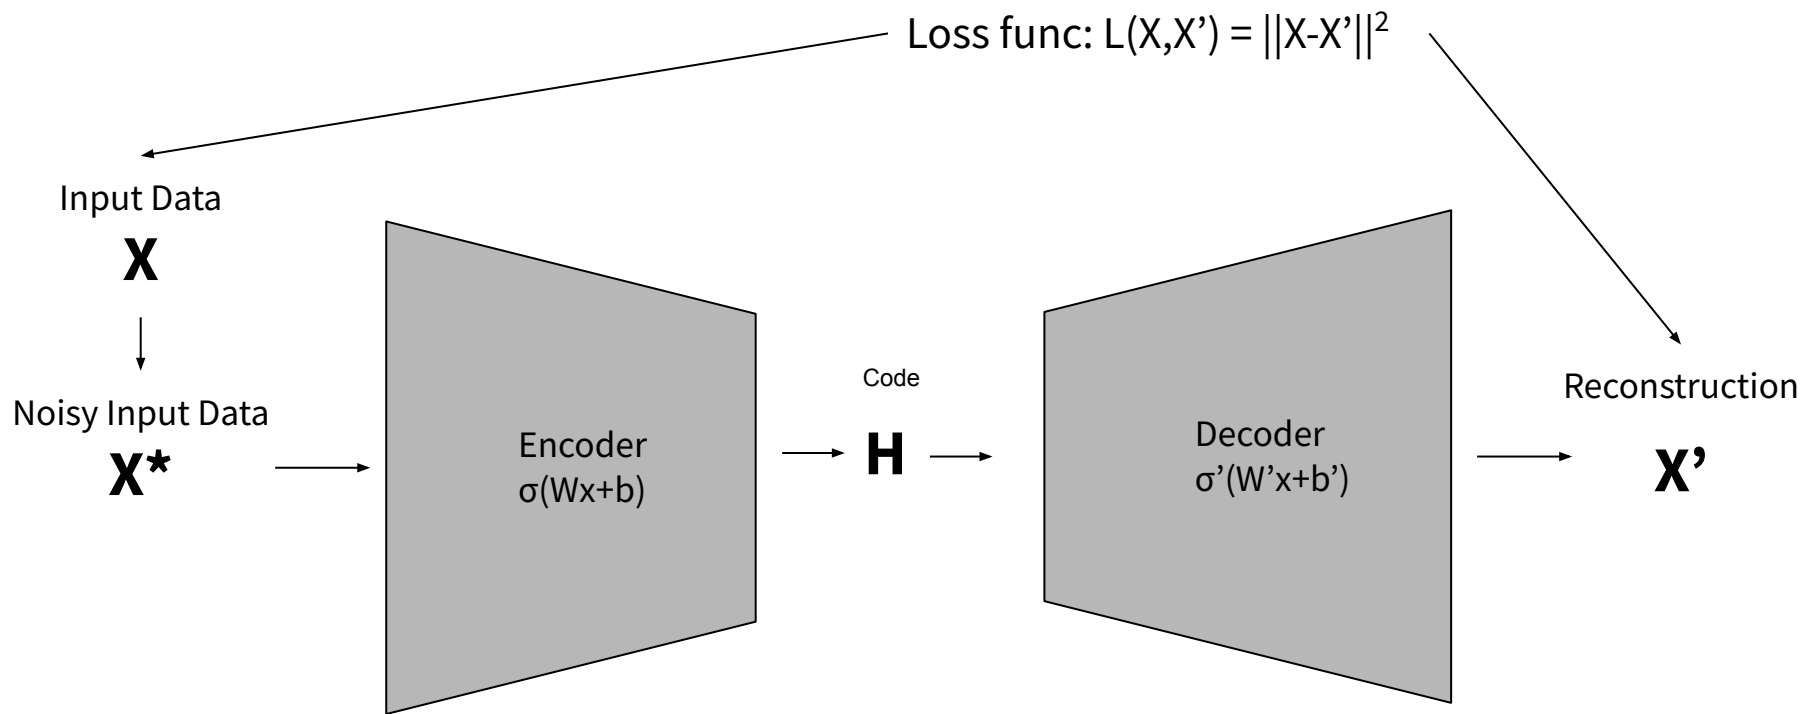 Loss func: L(X,X’) = ||X-X’||²
Input Data
X
Noisy Input Data
X*
Encoder
σ(Wx+b)
Code
H
Decoder
σ’(W’x+b’)
Reconstruction
X’